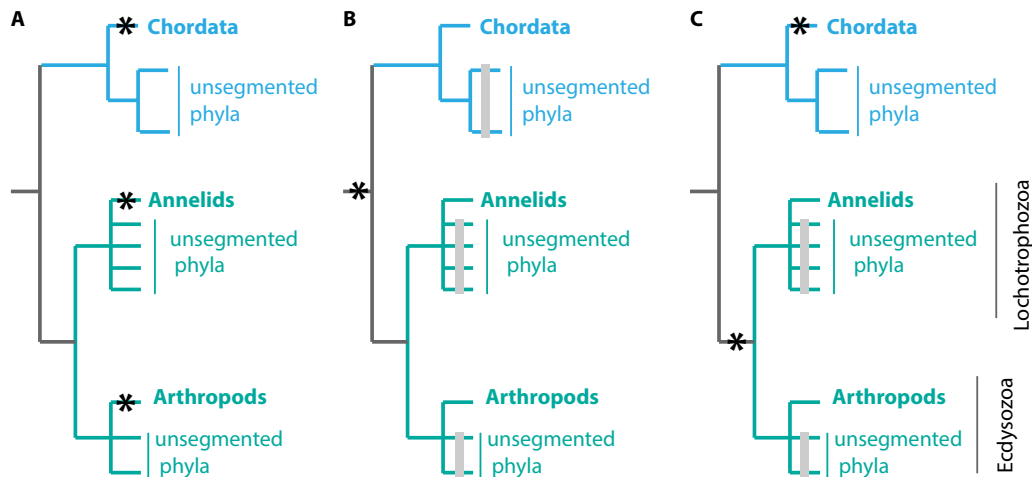 A
Chordata
unsegmented
phyla
Annelids
unsegmented
phyla
Arthropods
unsegmented
phyla
B
Chordata
unsegmented
phyla
Annelids
unsegmented
phyla
Arthropods
unsegmented
phyla
C
Chordata
unsegmented
phyla
Annelids
unsegmented
phyla
Arthropods
unsegmented
phyla
Lochotrophozoa
Ecdysozoa